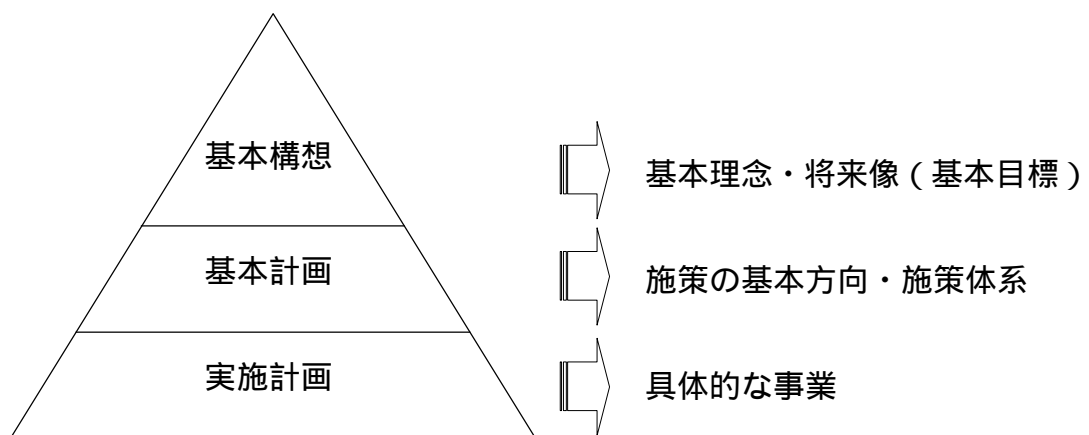 基本構想
基本理念・将来像(基本目標)
基本計画
施策の基本方向・施策体系
実施計画
具体的な事業